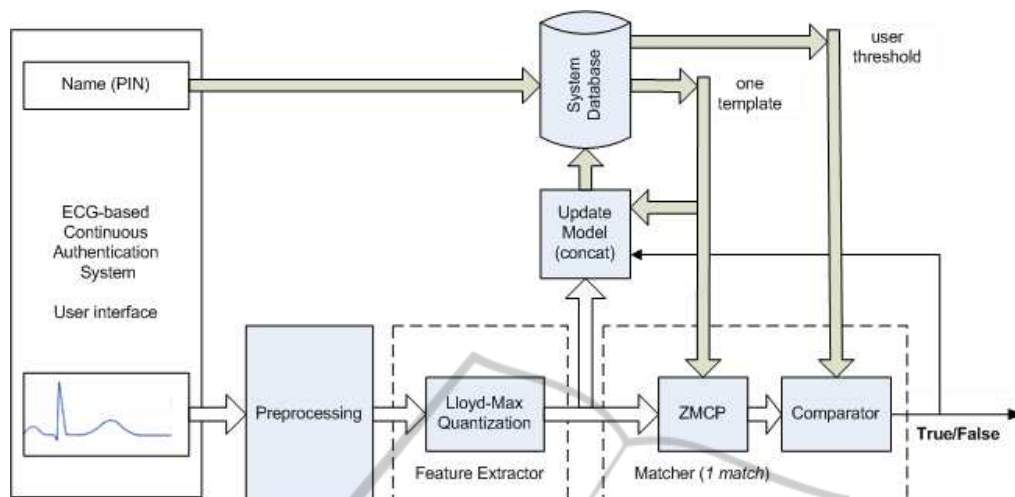 Name (PIN)
System
Database
user
threshold
one
template
ECG-based
Continuous
Authentication
System
User interface
Update
Model
(concat)
Preprocessing
Lloyd-Max
Quantization
ZMCP
Comparator
True/False
Feature Extractor
Matcher (1 match)